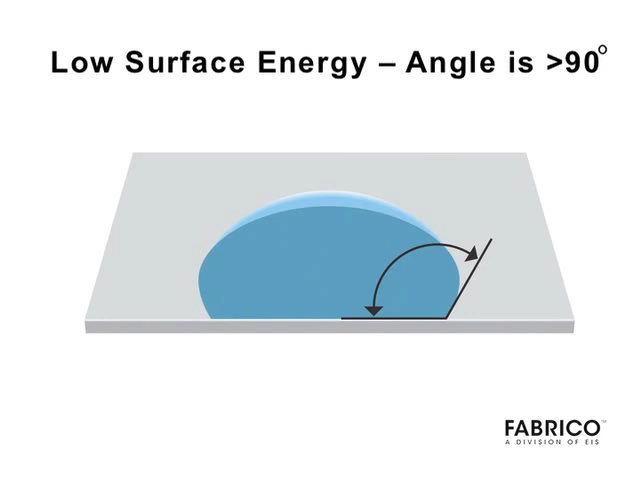 Low Surface Energy – Angle is >90°
FABRICO™
A DIVISION OF EIS